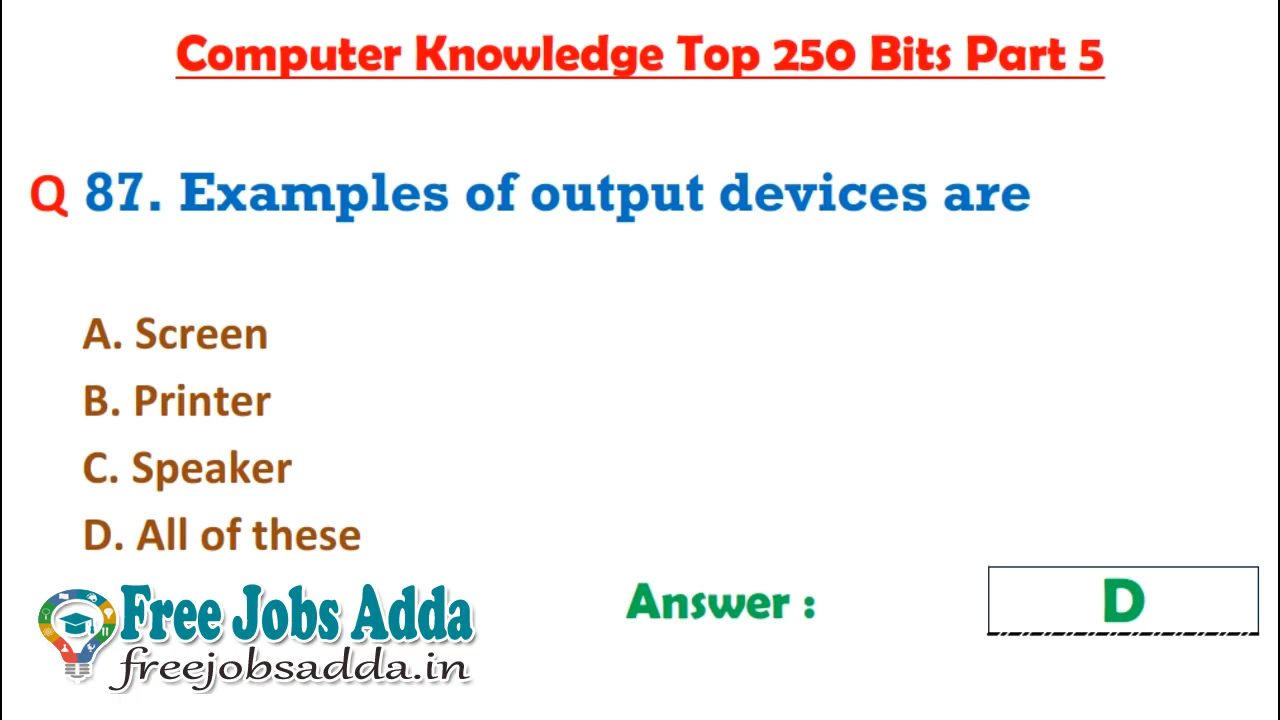 Computer Knowledge Top 250 Bits Part 5
Q 87. Examples of output devices are
A. Screen
B. Printer
C. Speaker
D. All of these
Answer : D
Free Jobs Adda
freejobsadda.in